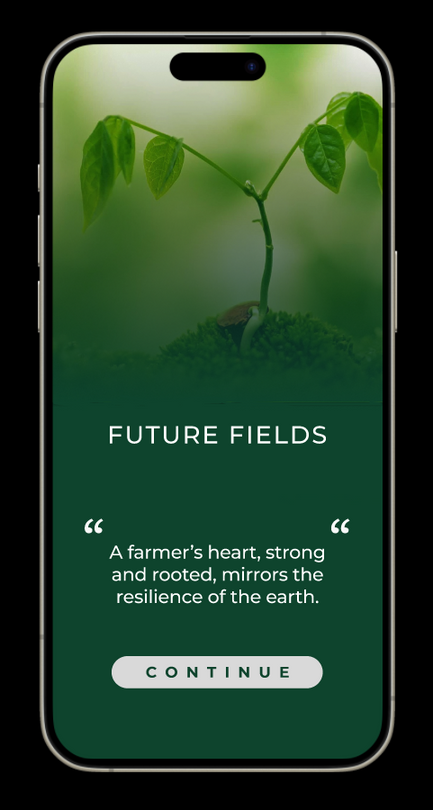 FUTURE FIELDS
“ “
A farmer’s heart, strong
and rooted, mirrors the
resilience of the earth.
CONTINUE